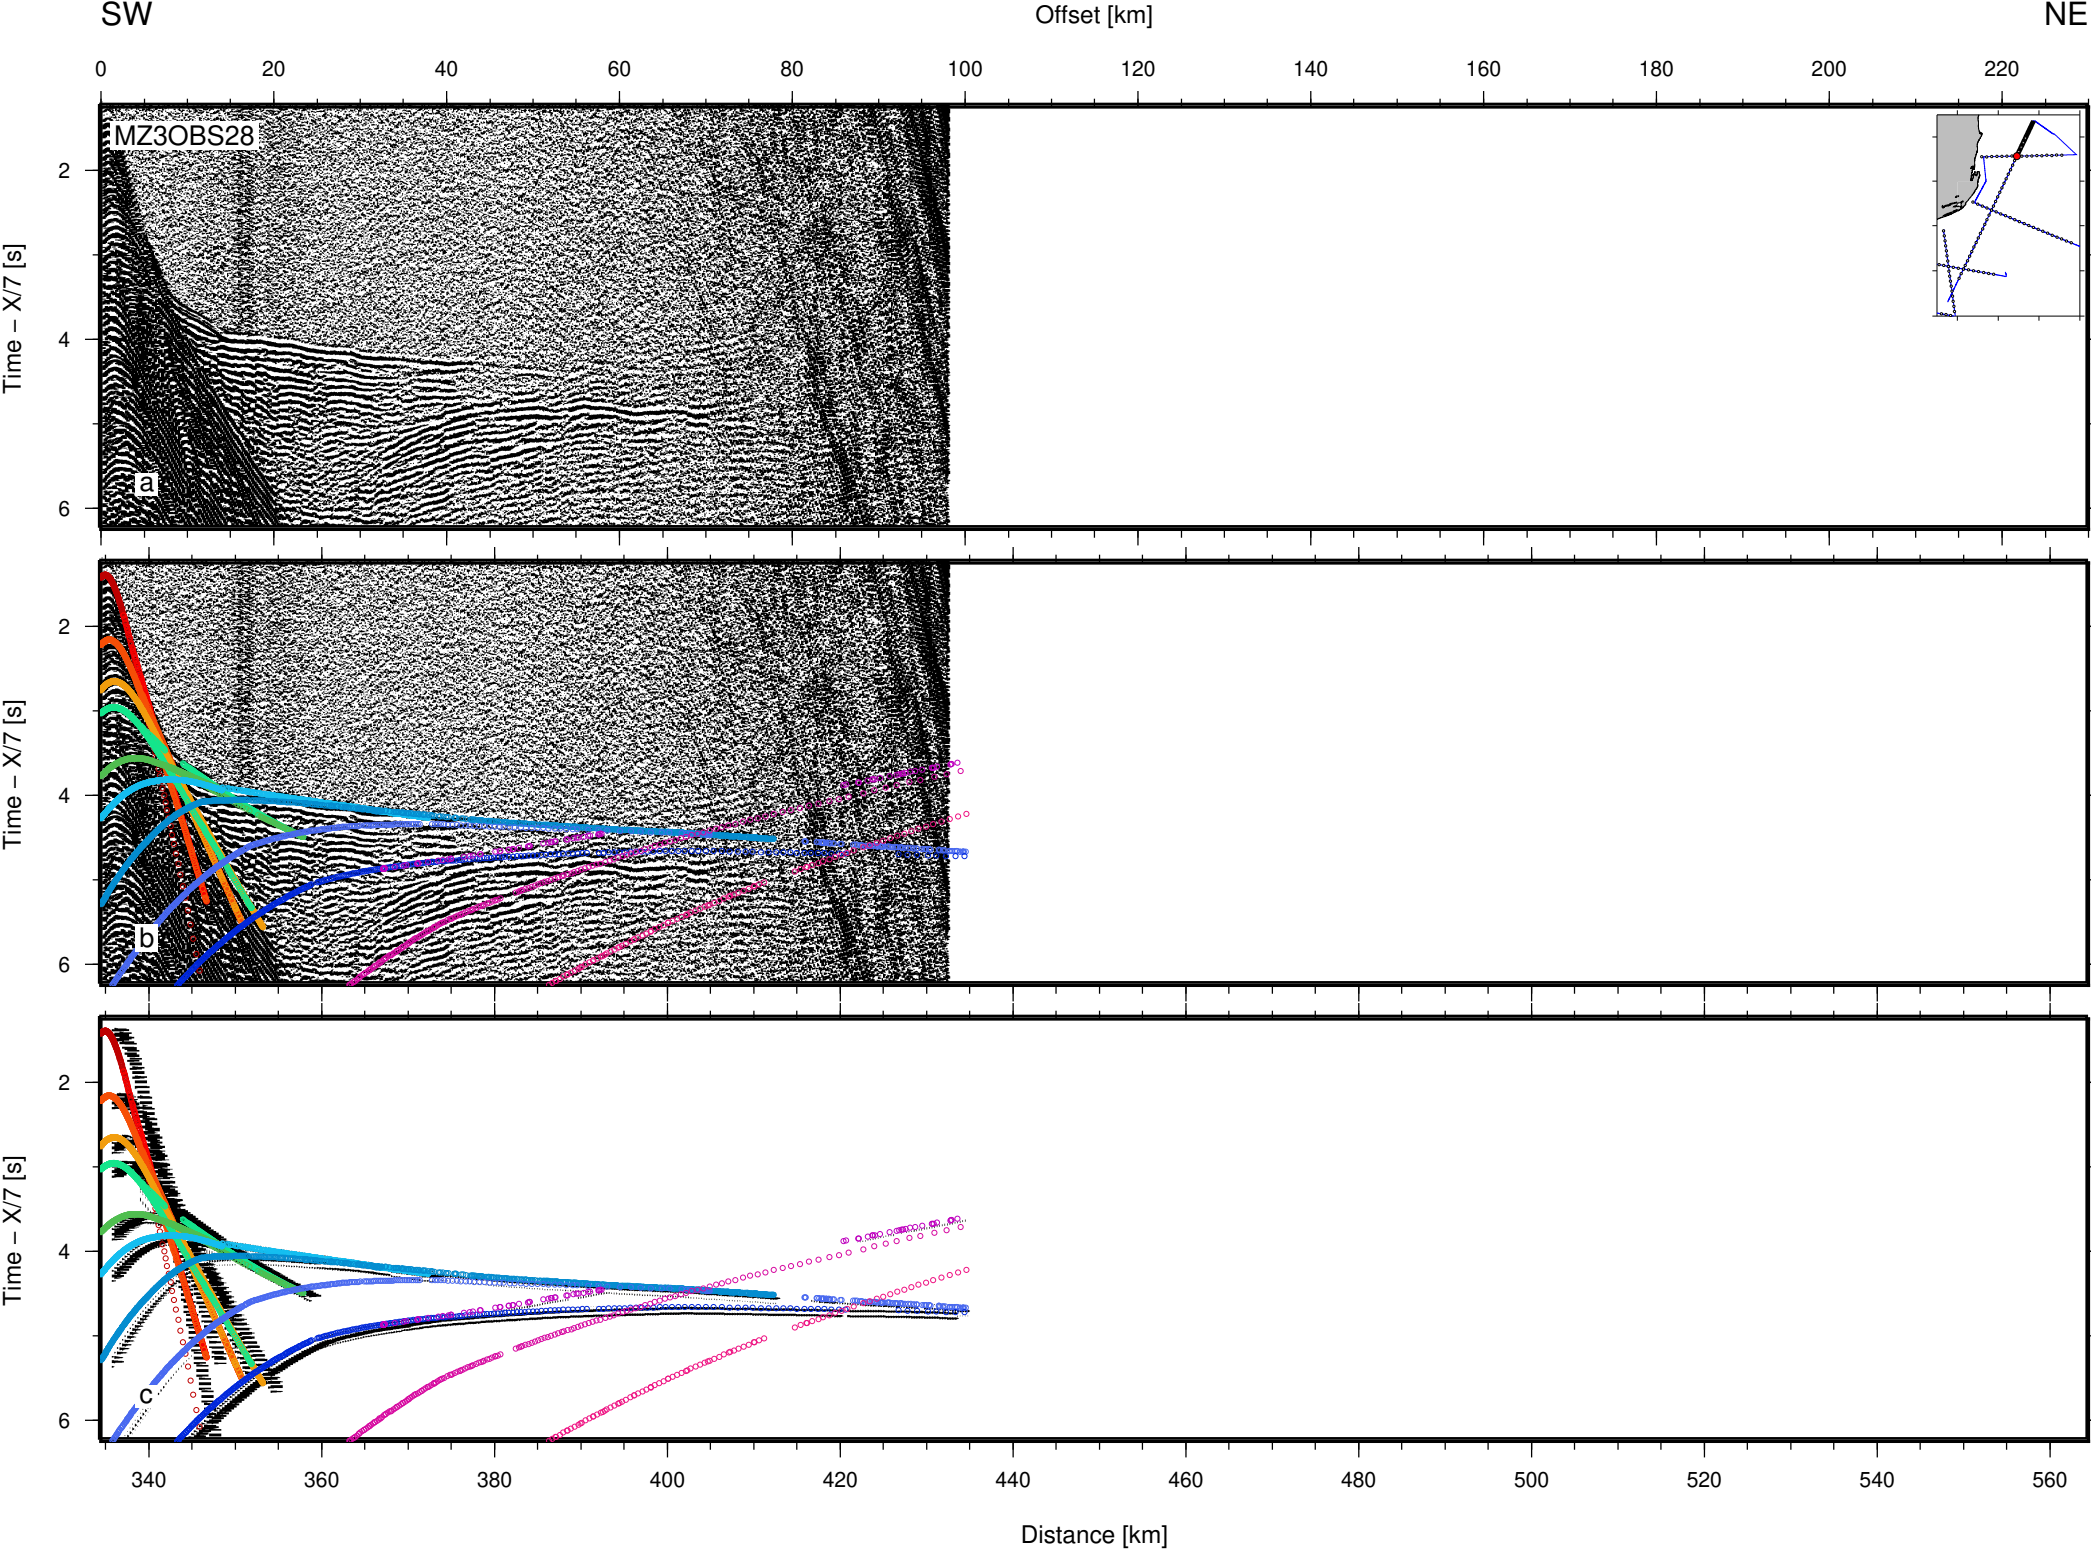 SW Offset [km] NE
0 20 40 60 80 100 120 140 160 180 200 220
MZ3OBS28
2
4
6
Time – X/7 [s]
a
2
4
6
Time – X/7 [s]
b
2
4
6
Time – X/7 [s]
c
340 360 380 400 420 440 460 480 500 520 540 560
Distance [km]